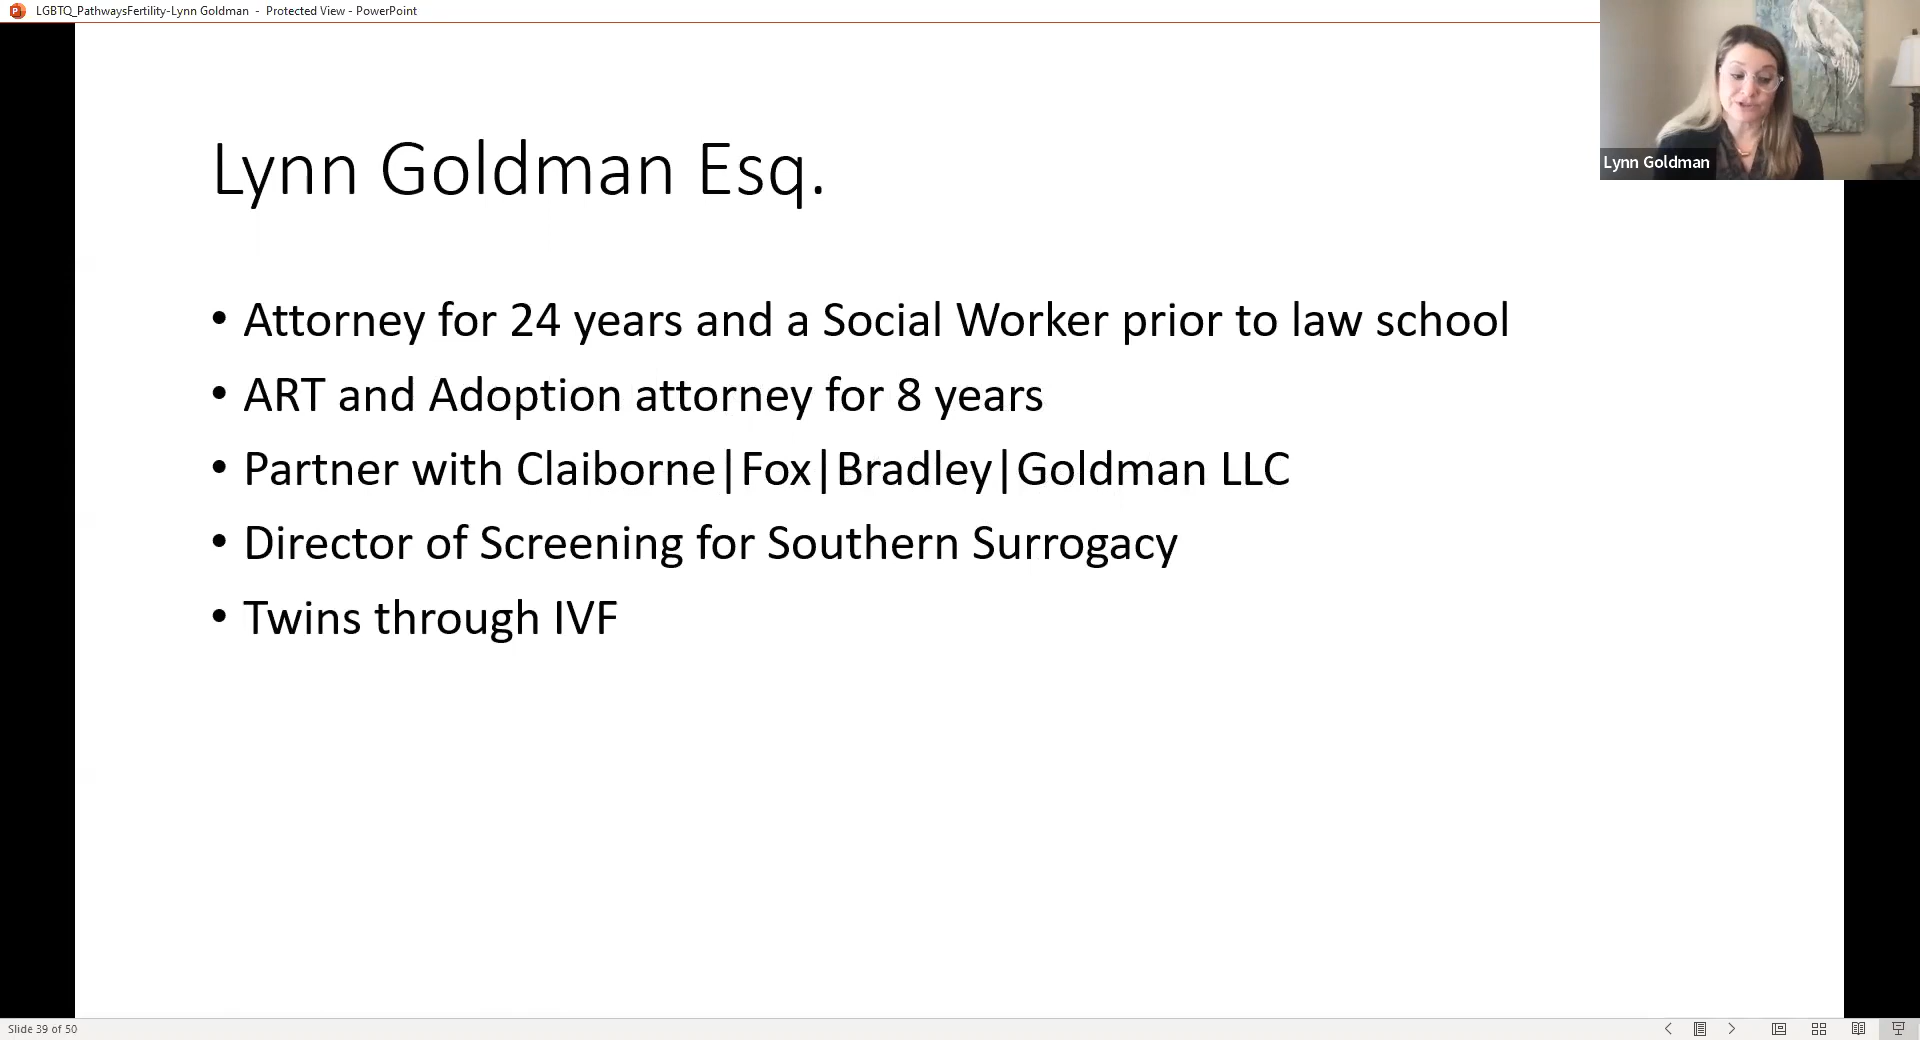 LGBTQ_PathwaysFertility-Lynn Goldman - Protected View - PowerPoint
Lynn Goldman
Lynn Goldman Esq.
• Attorney for 24 years and a Social Worker prior to law school
• ART and Adoption attorney for 8 years
• Partner with Claiborne|Fox|Bradley|Goldman LLC
• Director of Screening for Southern Surrogacy
• Twins through IVF
Slide 39 of 50